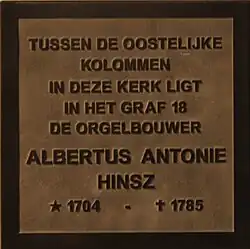 TUSSEN DE OOSTELIJKE
KOLOMMEN
IN DEZE KERK LIGT
IN HET GRAF 18
DE ORGELBOUWER
ALBERTUS ANTONIE
HINSZ
★ 1704 - ✝ 1785